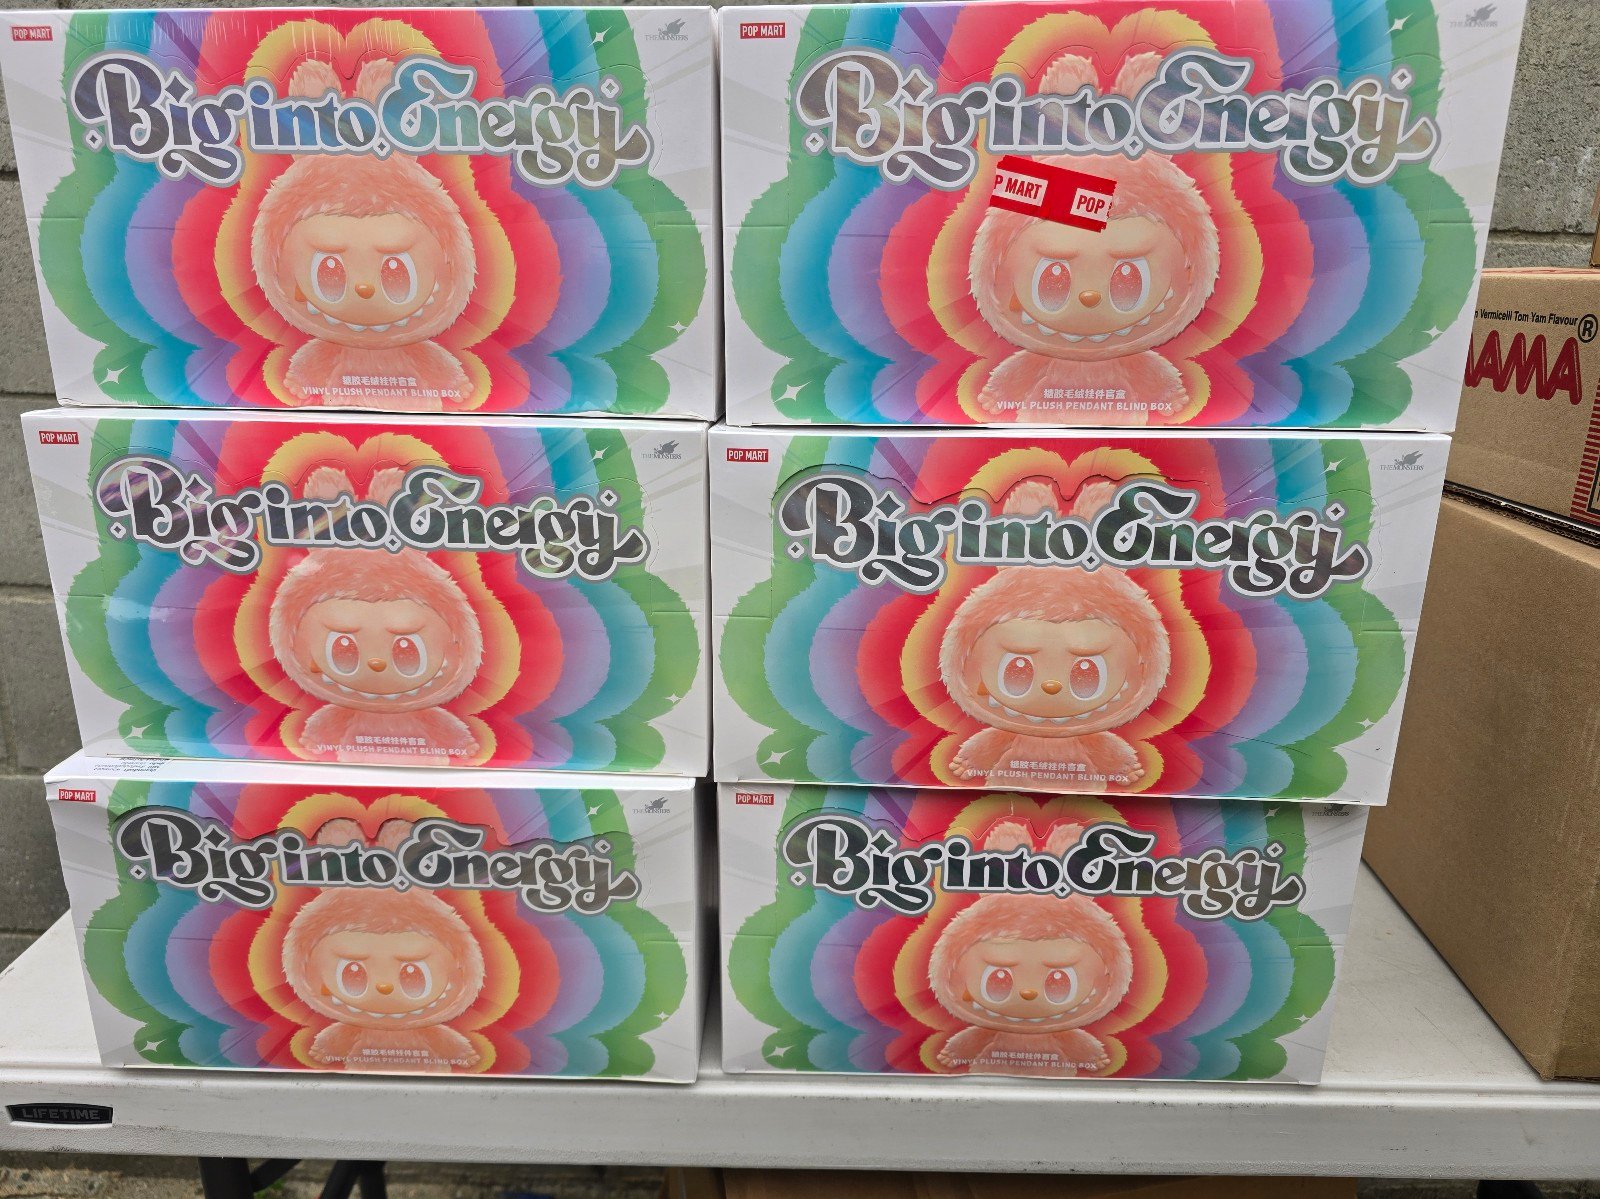 POP MART
THE MONSTERS
Big into Energy
搪胶毛绒挂件盲盒
VINYL PLUSH PENDANT BLIND BOX
POP MART
THE MONSTERS
Big into Energy
P MART POP
搪胶毛绒挂件盲盒
VINYL PLUSH PENDANT BLIND BOX
n Vermicelli Tom Yam Flavour
AMA ®
POP MART
THE MONSTERS
Big into Energy
搪胶毛绒挂件盲盒
VINYL PLUSH PENDANT BLIND BOX
POP MART
THE MONSTERS
Big into Energy
搪胶毛绒挂件盲盒
VINYL PLUSH PENDANT BLIND BOX
POP MART
THE MONSTERS
Big into Energy
搪胶毛绒挂件盲盒
VINYL PLUSH PENDANT BLIND BOX
POP MART
THE MONSTERS
Big into Energy
搪胶毛绒挂件盲盒
VINYL PLUSH PENDANT BLIND BOX
LIFETIME